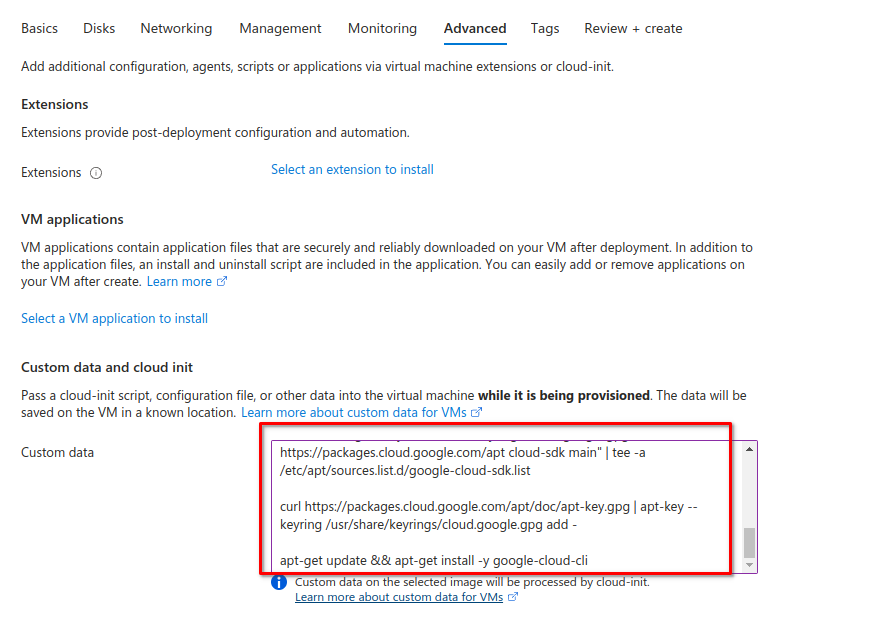 Basics Disks Networking Management Monitoring Advanced Tags Review + create
Add additional configuration, agents, scripts or applications via virtual machine extensions or cloud-init.
Extensions
Extensions provide post-deployment configuration and automation.
Extensions
Select an extension to install
VM applications
VM applications contain application files that are securely and reliably downloaded on your VM after deployment. In addition to
the application files, an install and uninstall script are included in the application. You can easily add or remove applications on
your VM after create. Learn more
Select a VM application to install
Custom data and cloud init
Pass a cloud-init script, configuration file, or other data into the virtual machine while it is being provisioned. The data will be
saved on the VM in a known location. Learn more about custom data for VMs
Custom data
https://packages.cloud.google.com/apt cloud-sdk main" | tee -a
/etc/apt/sources.list.d/google-cloud-sdk.list
curl https://packages.cloud.google.com/apt/doc/apt-key.gpg | apt-key --
keyring /usr/share/keyrings/cloud.google.gpg add -
apt-get update && apt-get install -y google-cloud-cli
Custom data on the selected image will be processed by cloud-init.
Learn more about custom data for VMs